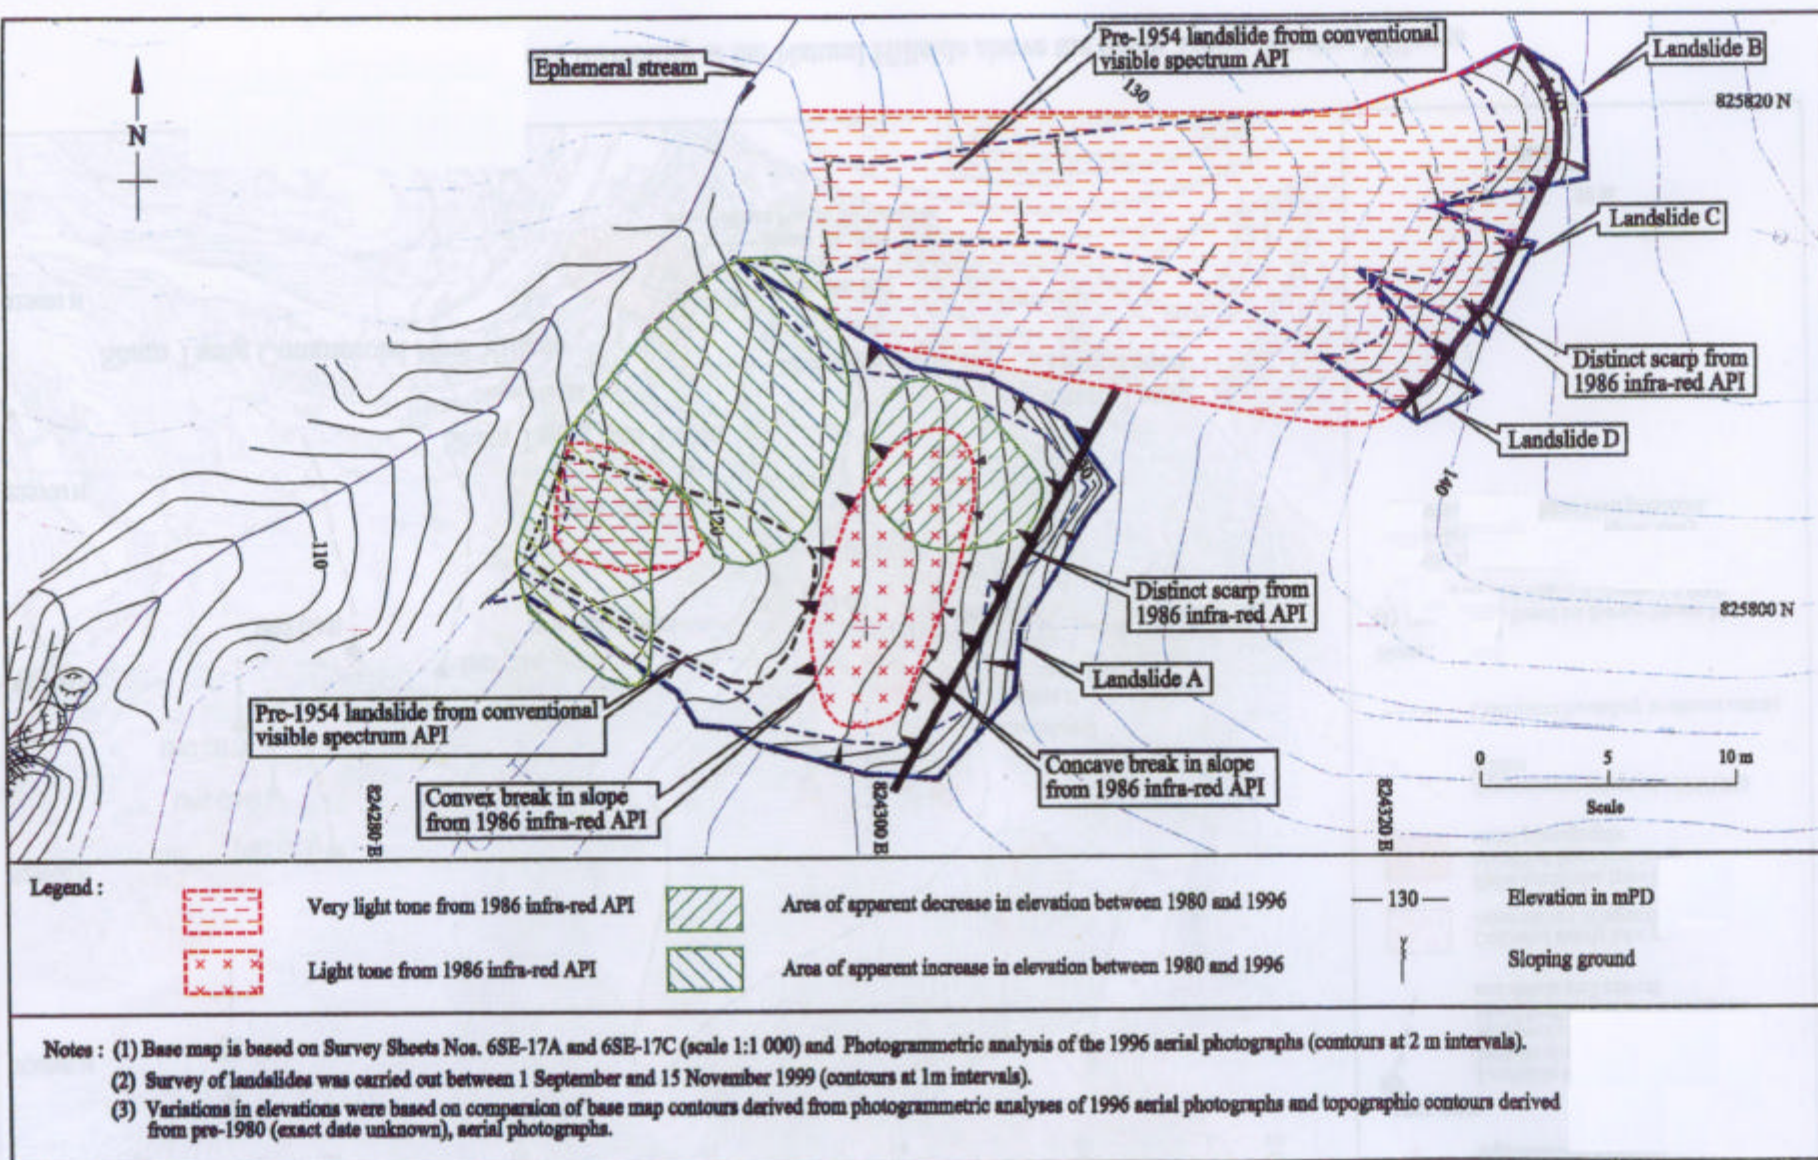 Pre-1954 landslide from conventional
visible spectrum API
Ephemeral stream
Landslide B
825820 N
130
140
N
Landslide C
Distinct scarp from
1986 infra-red API
Landslide D
140
120
110
Distinct scarp from
1986 infra-red API
825800 N
Landslide A
Pre-1954 landslide from conventional
visible spectrum API
Concave break in slope
from 1986 infra-red API
Convex break in slope
from 1986 infra-red API
0 5 10 m
Scale
824280 E
824300 E
824320 E
Legend :
Very light tone from 1986 infra-red API
Area of apparent decrease in elevation between 1980 and 1996
130
Elevation in mPD
Light tone from 1986 infra-red API
Area of apparent increase in elevation between 1980 and 1996
Sloping ground
Notes : (1) Base map is based on Survey Sheets Nos. 6SE-17A and 6SE-17C (scale 1:1 000) and Photogrammetric analysis of the 1996 aerial photographs (contours at 2 m intervals).
(2) Survey of landslides was carried out between 1 September and 15 November 1999 (contours at 1m intervals).
(3) Variations in elevations were based on comparsion of base map contours derived from photogrammetric analyses of 1996 aerial photographs and topographic contours derived
from pre-1980 (exact date unknown), aerial photographs.